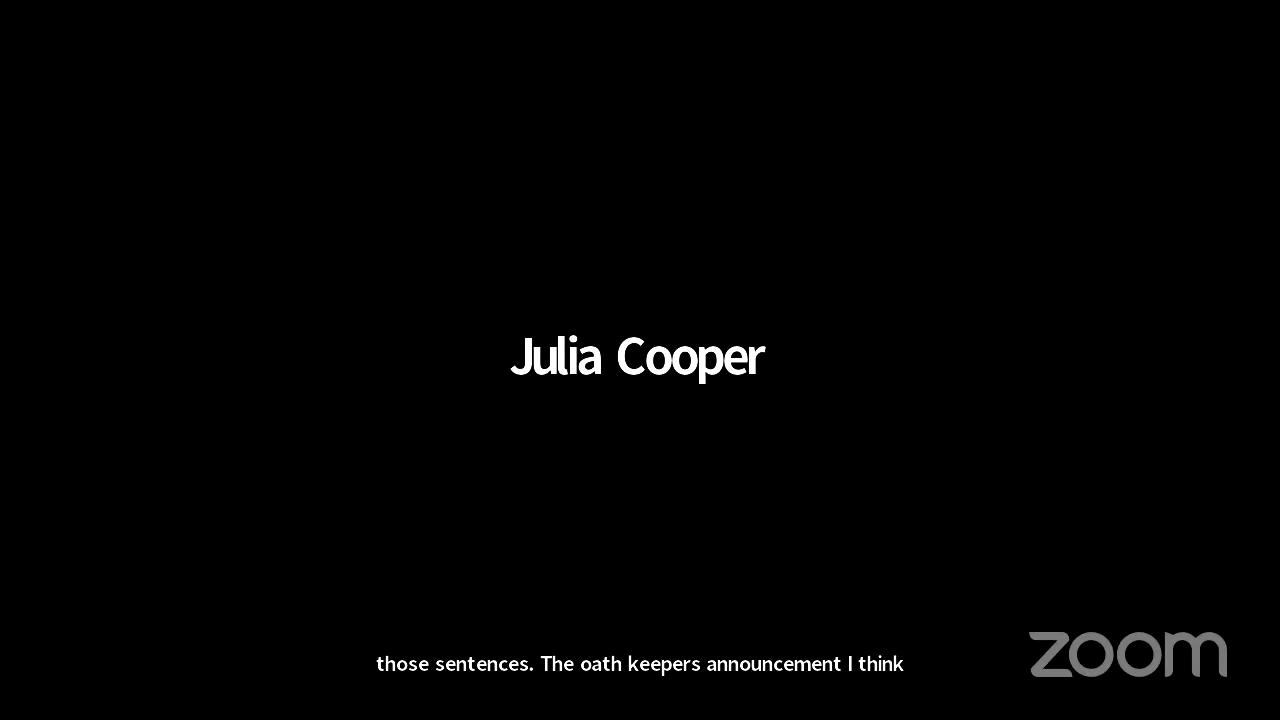 Julia Cooper
those sentences. The oath keepers announcement I think
zoom